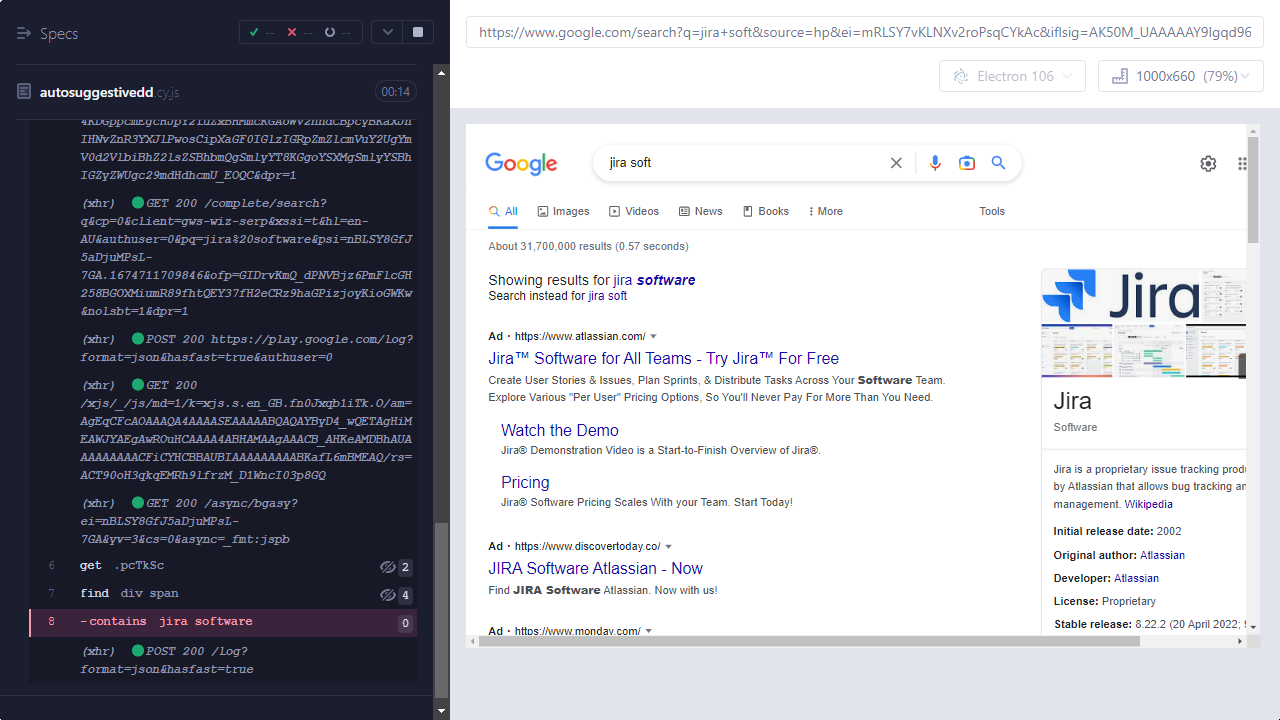 Specs
-- -- --
https://www.google.com/search?q=jira+soft&source=hp&ei=mRLSY7vKLNXv2roPsqCYkAc&iflsig=AK50M_UAAAAAY9Igqd96
Electron 106
1000x660 (79%)
autosuggestivedd.cy.js
00:14
V0d2VlbiBhZ2lsZSBhbmQgSmlyYT8KGgoYSXMgSmlyYSBh
IGZyZWUgc29mdHdhcmU_EOQC&dpr=1
(xhr) GET 200 /complete/search?
q&cp=0&client=gws-wiz-serp&xssi=t&hl=en-
AU&authuser=0&pq=jira%20software&psi=nBLSY8GfJ
5aDjuMPsL-
7GA.1674711709846&ofp=GIDrvKmQ_dPNVBjz6PmFlcGH
258BGOXMiumR89fhtQEY37fH2eCRz9haGPizjoyKioGWKw
&nolsbt=1&dpr=1
(xhr) POST 200 https://play.google.com/log?
format=json&hasfast=true&authuser=0
(xhr) GET 200
/xjs/_/js/md=1/k=xjs.s.en_GB.fn0Jxqb1iTk.O/am=
AgEqCFcAOAAAQA4AAAASEAAAAABQAQAYByD4_wQETAgHiM
EAWJYAEgAwROuHCAAAA4ABHAMAAgAAACB_AHKeAMDBhAUA
AAAAAAAACFiCYHCBBAUBIAAAAAAAAABKafL6mBMEAQ/rs=
ACT90oH3qkqEMRh9lfrzM_D1WncI03p8GQ
(xhr) GET 200 /async/bgasy?
ei=nBLSY8GfJ5aDjuMPsL-
7GA&yv=3&cs=0&async=_fmt:jspb
6 get .pcTkSc 2
7 find div span 4
8 -contains jira software 0
(xhr) POST 200 /log?
format=json&hasfast=true
Google
jira soft
All Images Videos News Books More Tools
About 31,700,000 results (0.57 seconds)
Showing results for jira software
Search instead for jira soft
Ad · https://www.atlassian.com/
Jira™ Software for All Teams - Try Jira™ For Free
Create User Stories & Issues, Plan Sprints, & Distribute Tasks Across Your Software Team.
Explore Various "Per User" Pricing Options, So You'll Never Pay For More Than You Need.
Watch the Demo
Jira® Demonstration Video is a Start-to-Finish Overview of Jira®.
Pricing
Jira® Software Pricing Scales With your Team. Start Today!
Ad · https://www.discovertoday.co/
JIRA Software Atlassian - Now
Find JIRA Software Atlassian. Now with us!
Ad · https://www.monday.com/
Jira
Jira
Software
Jira is a proprietary issue tracking
by Atlassian that allows bug tracking
management. Wikipedia
Initial release date: 2002
Original author: Atlassian
Developer: Atlassian
License: Proprietary
Stable release: 8.22.2 (20 April 2022;